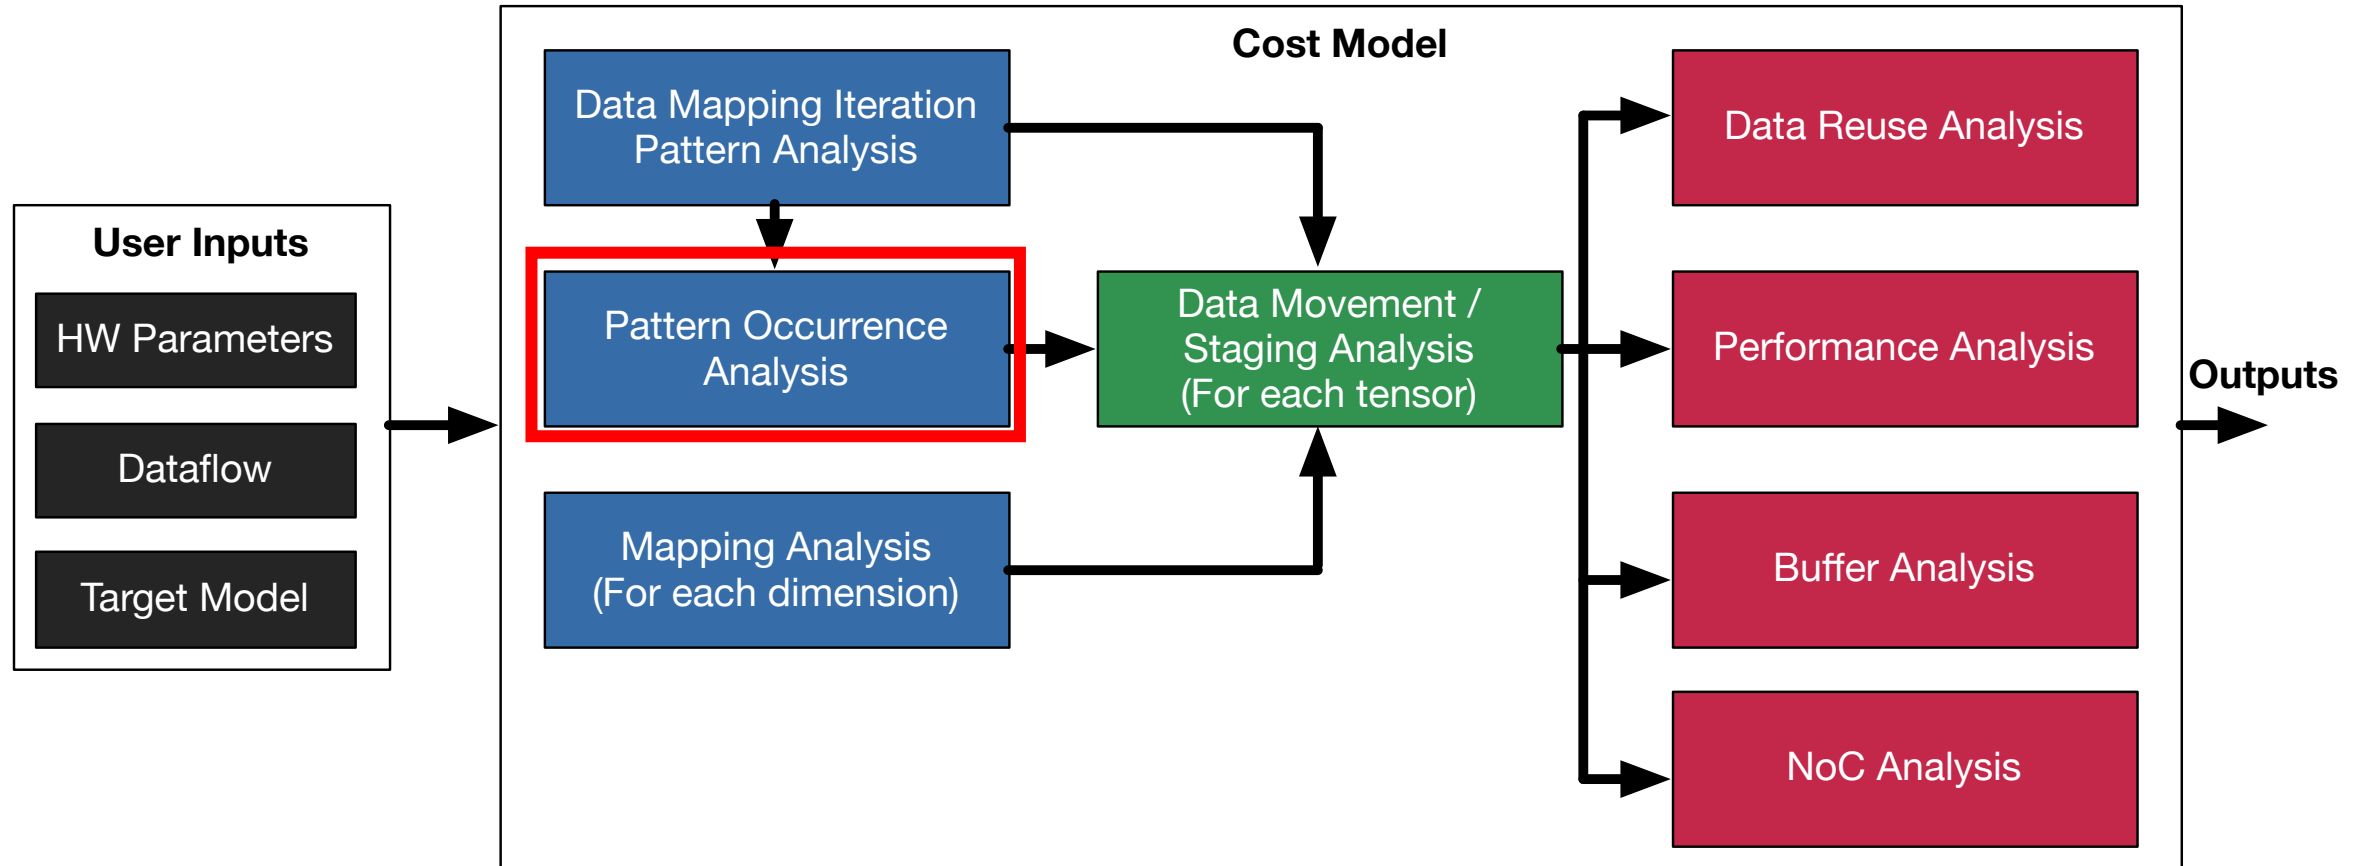 Cost Model
User Inputs
HW Parameters
Dataflow
Target Model
Data Mapping Iteration
Pattern Analysis
Pattern Occurrence
Analysis
Mapping Analysis
(For each dimension)
Data Movement /
Staging Analysis
(For each tensor)
Data Reuse Analysis
Performance Analysis
Buffer Analysis
NoC Analysis
Outputs